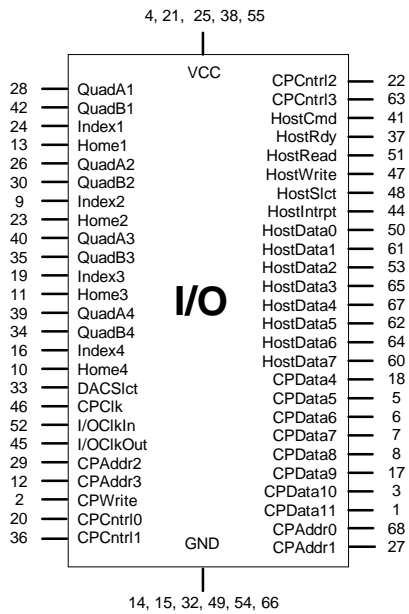 4, 21, 25, 38, 55
VCC
28 QuadA1
42 QuadB1
24 Index1
13 Home1
26 QuadA2
30 QuadB2
9 Index2
23 Home2
40 QuadA3
35 QuadB3
19 Index3
11 Home3
39 QuadA4
34 QuadB4
16 Index4
10 Home4
33 DACSlct
46 CPClk
52 I/OClkIn
45 I/OClkOut
29 CPAddr2
12 CPAddr3
2 CPWrite
20 CPCntrl0
36 CPCntrl1
I/O
CPCntrl2 22
CPCntrl3 63
HostCmd 41
HostRdy 37
HostRead 51
HostWrite 47
HostSlct 48
HostIntrpt 44
HostData0 50
HostData1 61
HostData2 53
HostData3 65
HostData4 67
HostData5 62
HostData6 64
HostData7 60
CPData4 18
CPData5 5
CPData6 6
CPData7 7
CPData8 8
CPData9 17
CPData10 3
CPData11 1
CPAddr0 68
CPAddr1 27
GND
14, 15, 32, 49, 54, 66